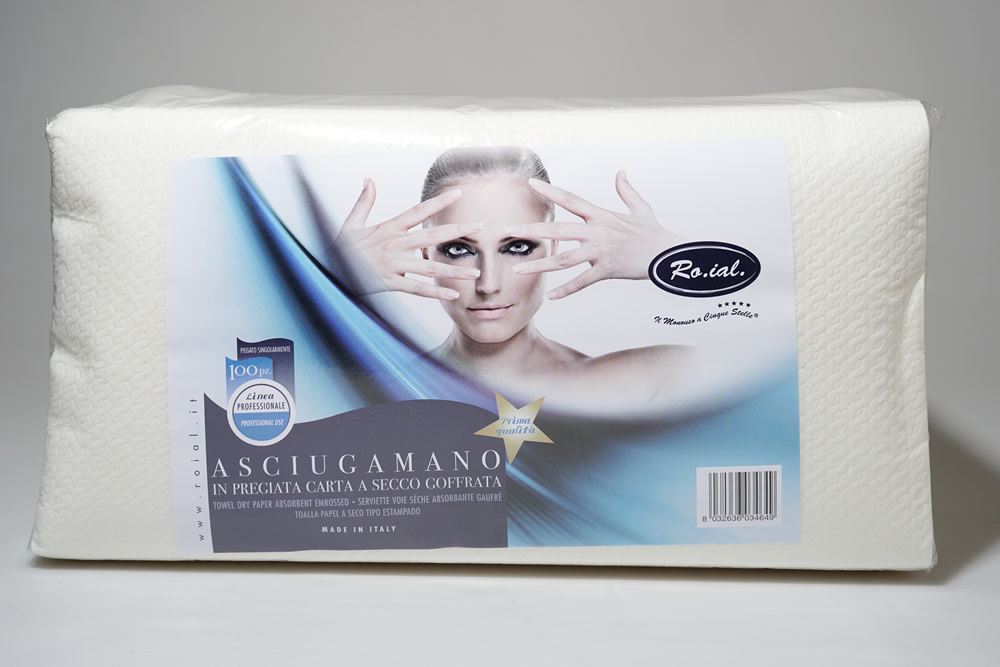 Ro.ial.
★★★★★
Il Monouso a Cinque Stelle®
PIEGATO SINGOLARMENTE
100 pz.
Linea
PROFESSIONALE
PROFESSIONAL USE
Prima
qualità
www.roial.it
ASCIUGAMANO
IN PREGIATA CARTA A SECCO GOFFRATA
TOWEL DRY PAPER ABSORBENT EMBOSSED • SERVIETTE VOIE SÈCHE ABSORBANTE GAUFRÈ
TOALLA PAPEL A SECO TIPO ESTAMPADO
MADE IN ITALY
8 032636 034649